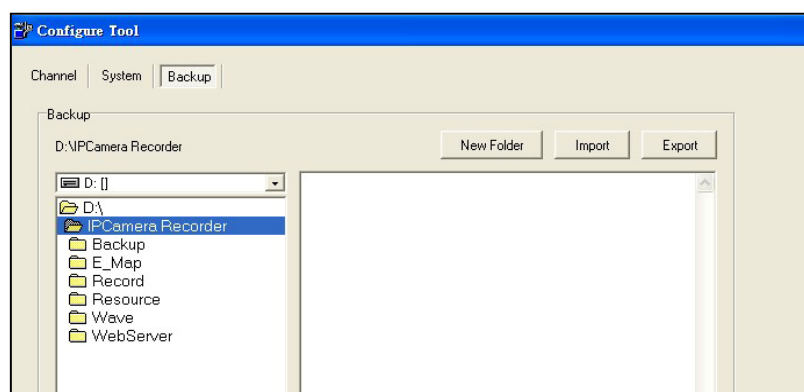 Configure Tool
Channel System Backup
Backup
D:\IPCamera Recorder New Folder Import Export
D: []
D:\
IPCamera Recorder
Backup
E_Map
Record
Resource
Wave
WebServer